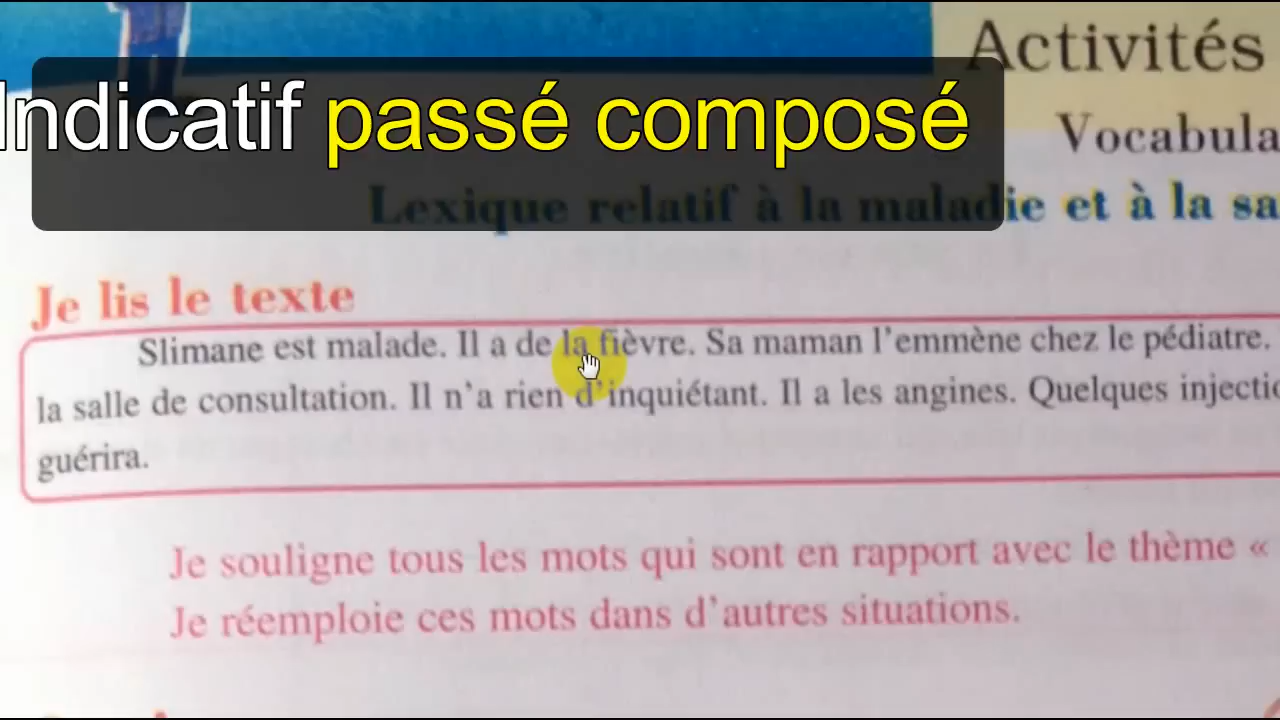 Activités
Indicatif passé composé
Lexique relatif à la maladie et à la
Je lis le texte
Slimane est malade. Il a de la fièvre. Sa maman l'emmène chez le pédiatre.
la salle de consultation. Il n'a rien d'inquiétant. Il a les angines. Quelques
guérira.
Je souligne tous les mots qui sont en rapport avec le thème «
Je réemploie ces mots dans d'autres situations.